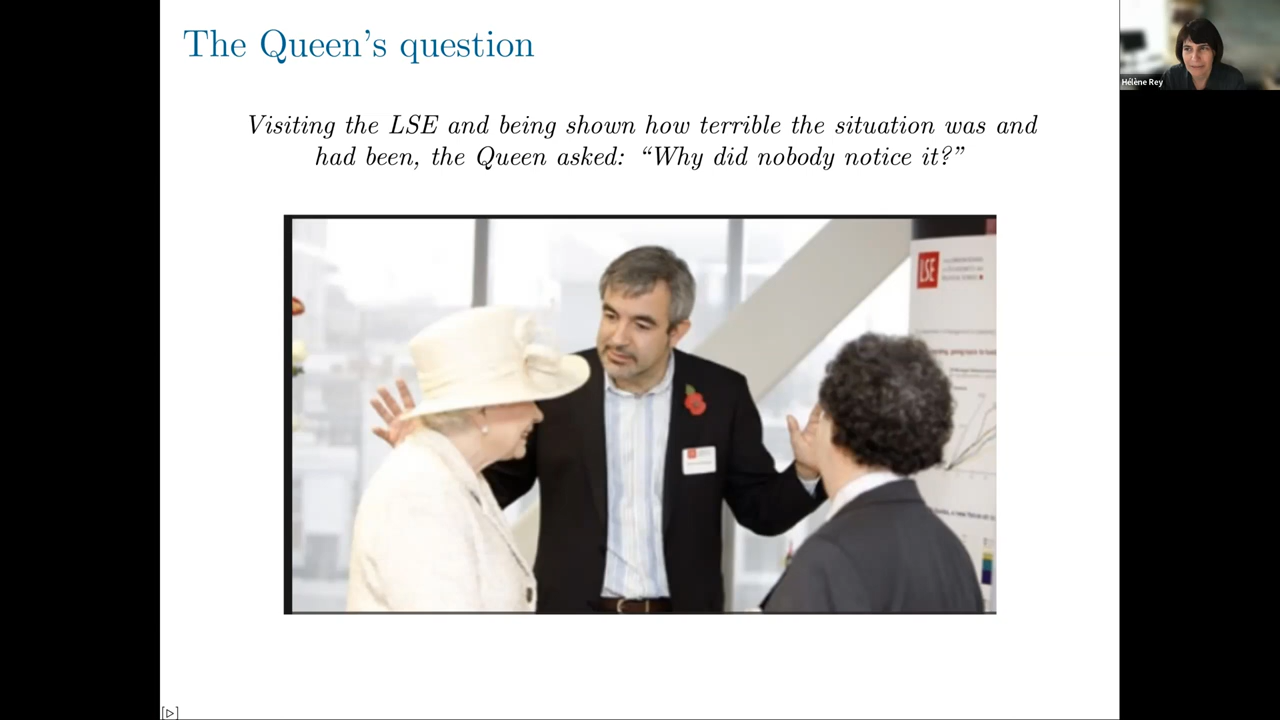 The Queen's question
Hélène Rey
Visiting the LSE and being shown how terrible the situation was and
had been, the Queen asked: “Why did nobody notice it?”
LSE